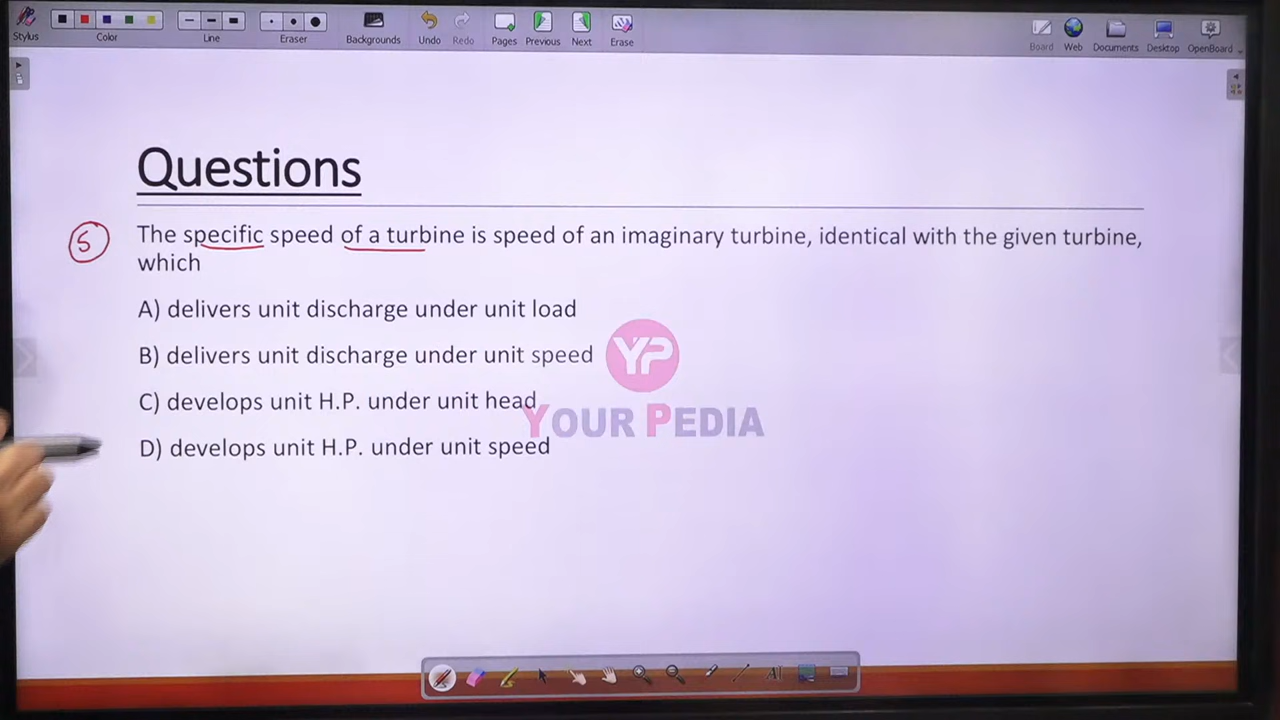 Stylus
Color
Line
Eraser
Backgrounds
Undo
Redo
Pages
Previous
Next
Erase
Board
Web
Documents
Desktop
OpenBoard
Questions
5
The specific speed of a turbine is speed of an imaginary turbine, identical with the given turbine,
which
A) delivers unit discharge under unit load
B) delivers unit discharge under unit speed
C) develops unit H.P. under unit head
D) develops unit H.P. under unit speed
YP
YOUR PEDIA
AI